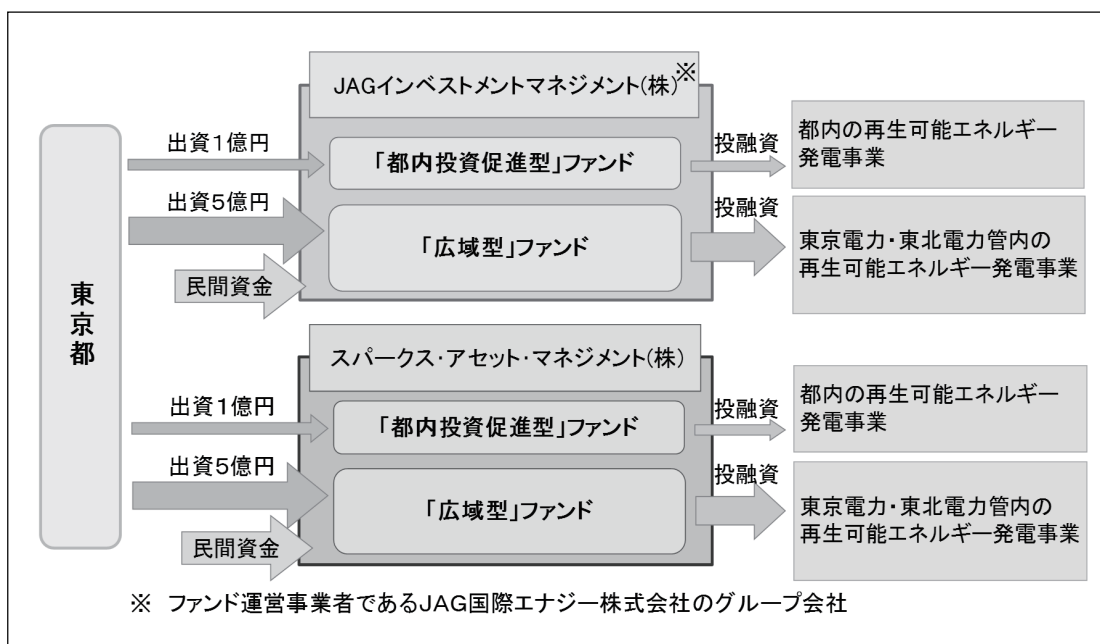 東京都
JAGインベストメントマネジメント(株)※
出資1億円
「都内投資促進型」ファンド
投融資
都内の再生可能エネルギー
発電事業
出資5億円
「広域型」ファンド
投融資
東京電力・東北電力管内の
再生可能エネルギー発電事業
民間資金
スパークス・アセット・マネジメント(株)
出資1億円
「都内投資促進型」ファンド
投融資
都内の再生可能エネルギー
発電事業
出資5億円
「広域型」ファンド
投融資
東京電力・東北電力管内の
再生可能エネルギー発電事業
民間資金
※ ファンド運営事業者であるJAG国際エナジー株式会社のグループ会社